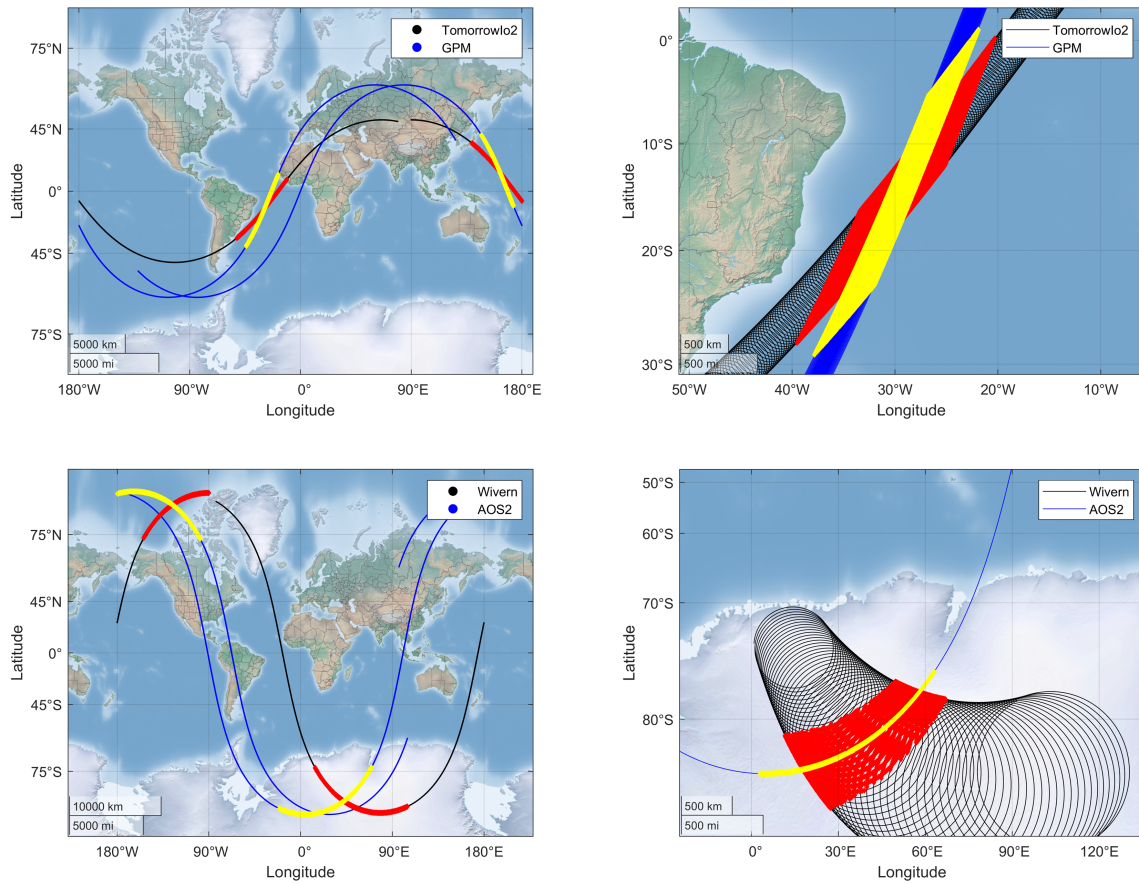 TomorrowIo2
GPM
75°N
45°N
0°
45°S
75°S
Latitude
5000 km
5000 mi
180°W
90°W
0°
90°E
180°E
Longitude
TomorrowIo2
GPM
0°
10°S
20°S
30°S
Latitude
500 km
500 mi
50°W
40°W
30°W
20°W
10°W
Longitude
Wivern
AOS2
75°N
45°N
0°
45°S
75°S
Latitude
10000 km
5000 mi
180°W
90°W
0°
90°E
180°E
Longitude
Wivern
AOS2
50°S
60°S
70°S
80°S
Latitude
500 km
500 mi
0°
30°E
60°E
90°E
120°E
Longitude